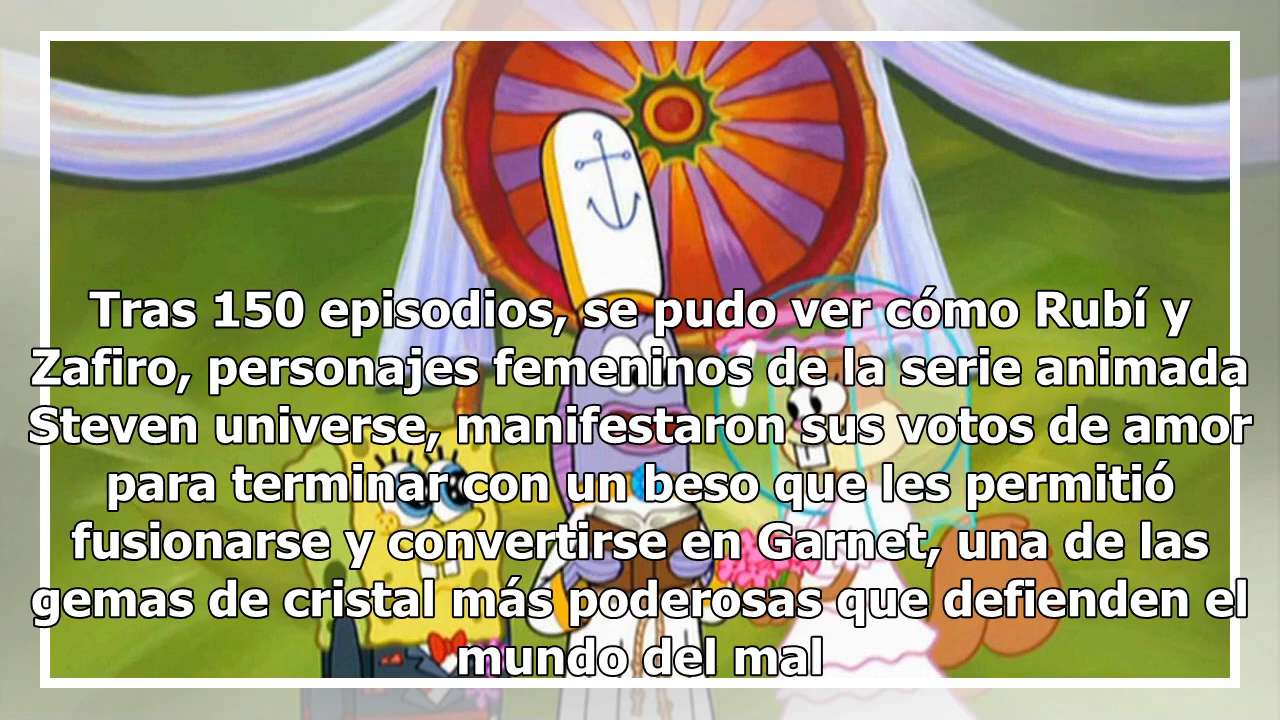 Tras 150 episodios, se pudo ver cómo Rubí y
Zafiro, personajes femeninos de la serie animada
Steven universe, manifestaron sus votos de amor
para terminar con un beso que les permitió
fusionarse y convertirse en Garnet, una de las
gemas de cristal más poderosas que defienden el
mundo del mal